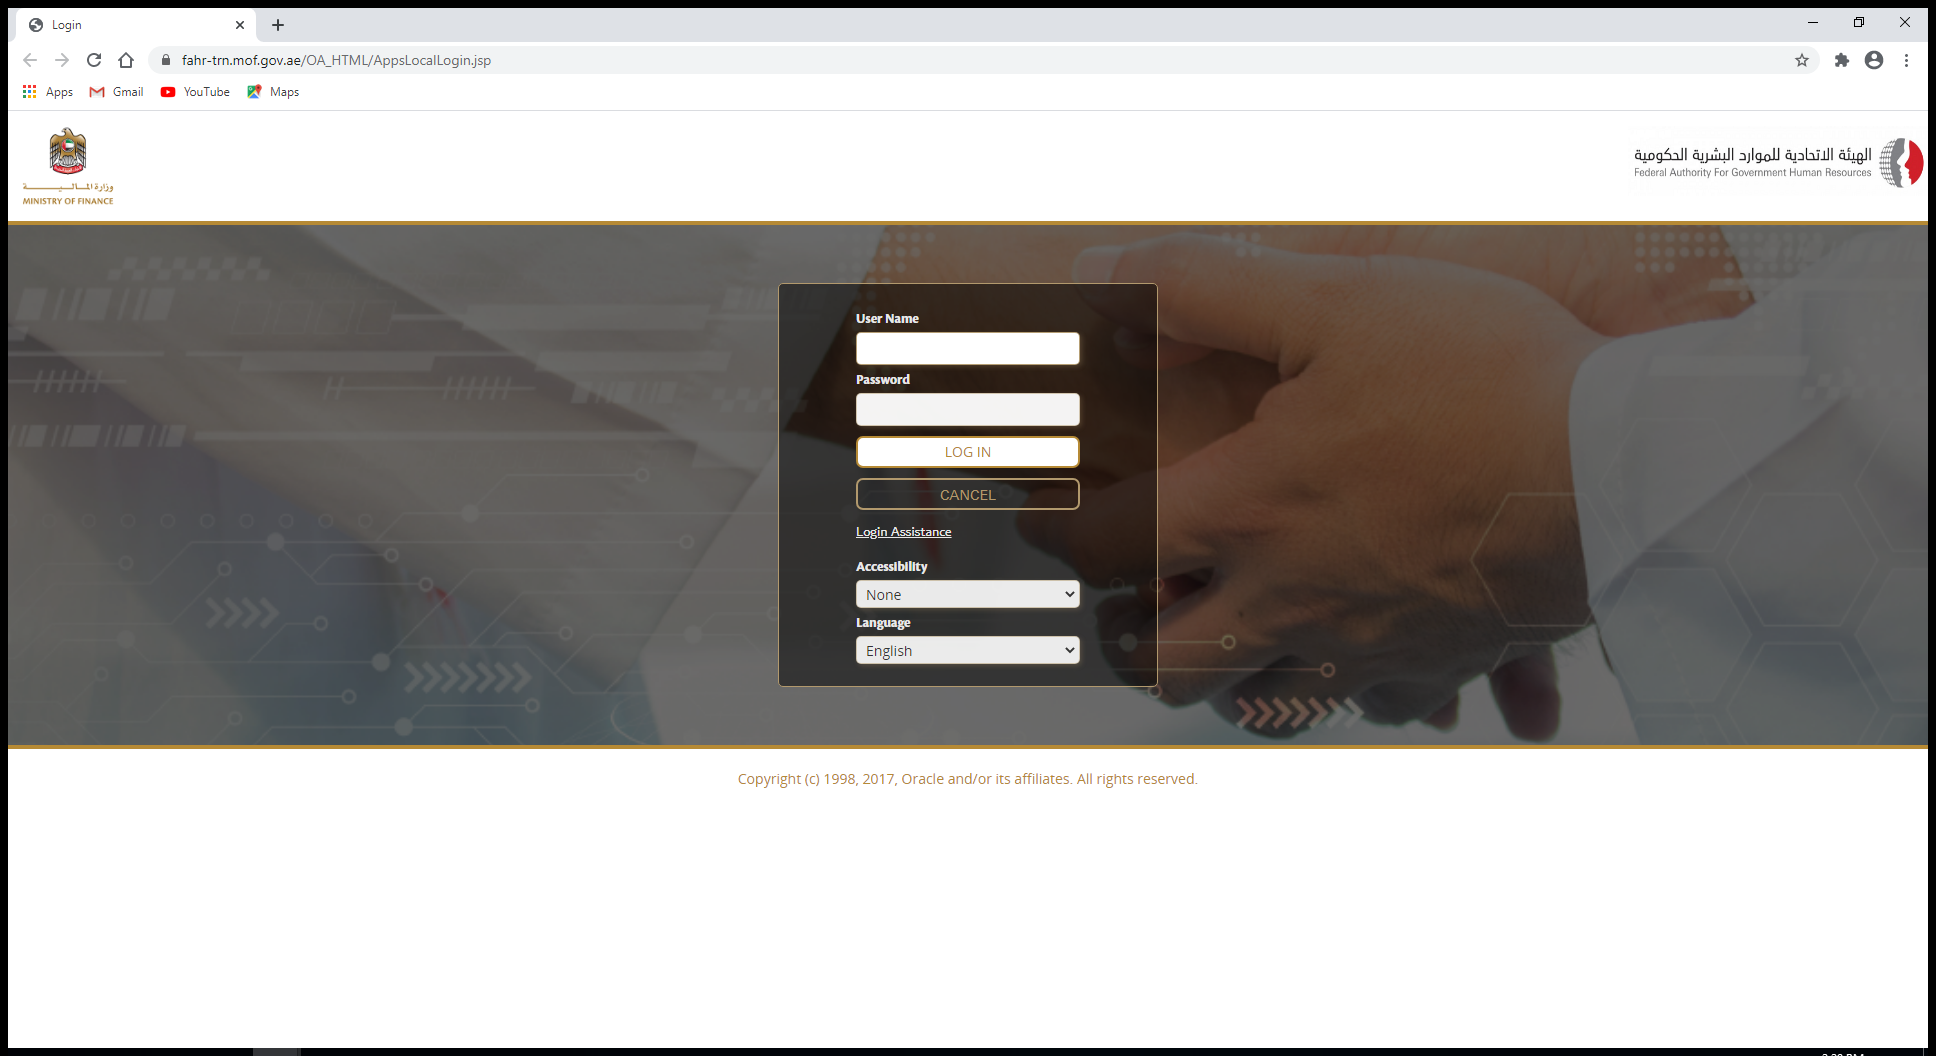 Login
fahr-trn.mof.gov.ae/OA_HTML/AppsLocalLogin.jsp
Apps
Gmail
YouTube
Maps
وزارة المـالـيـــــــة
MINISTRY OF FINANCE
الهيئة الاتحادية للموارد البشرية الحكومية
Federal Authority For Government Human Resources
User Name
Password
LOG IN
CANCEL
Login Assistance
Accessibility
None
Language
English
Copyright (c) 1998, 2017, Oracle and/or its affiliates. All rights reserved.